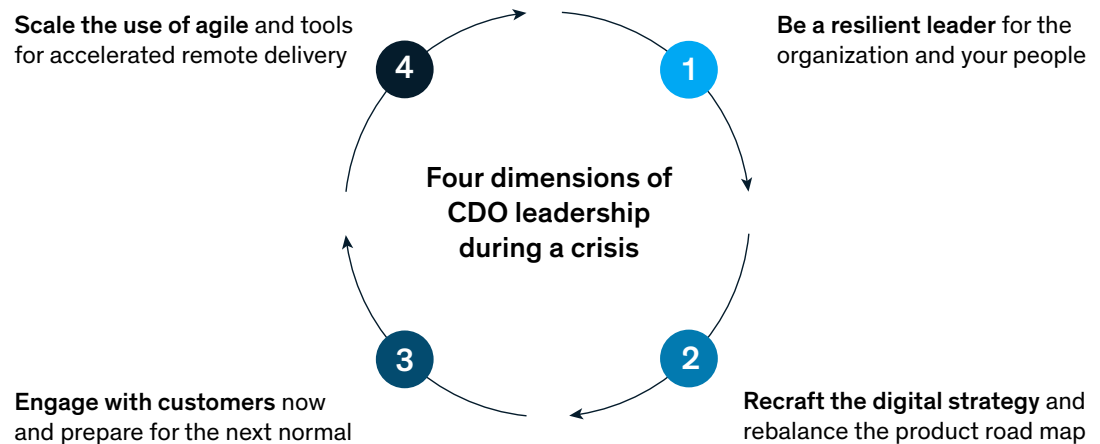 Scale the use of agile and tools
for accelerated remote delivery
4
1
Be a resilient leader for the
organization and your people
Four dimensions of
CDO leadership
during a crisis
3
2
Engage with customers now
and prepare for the next normal
Recraft the digital strategy and
rebalance the product road map